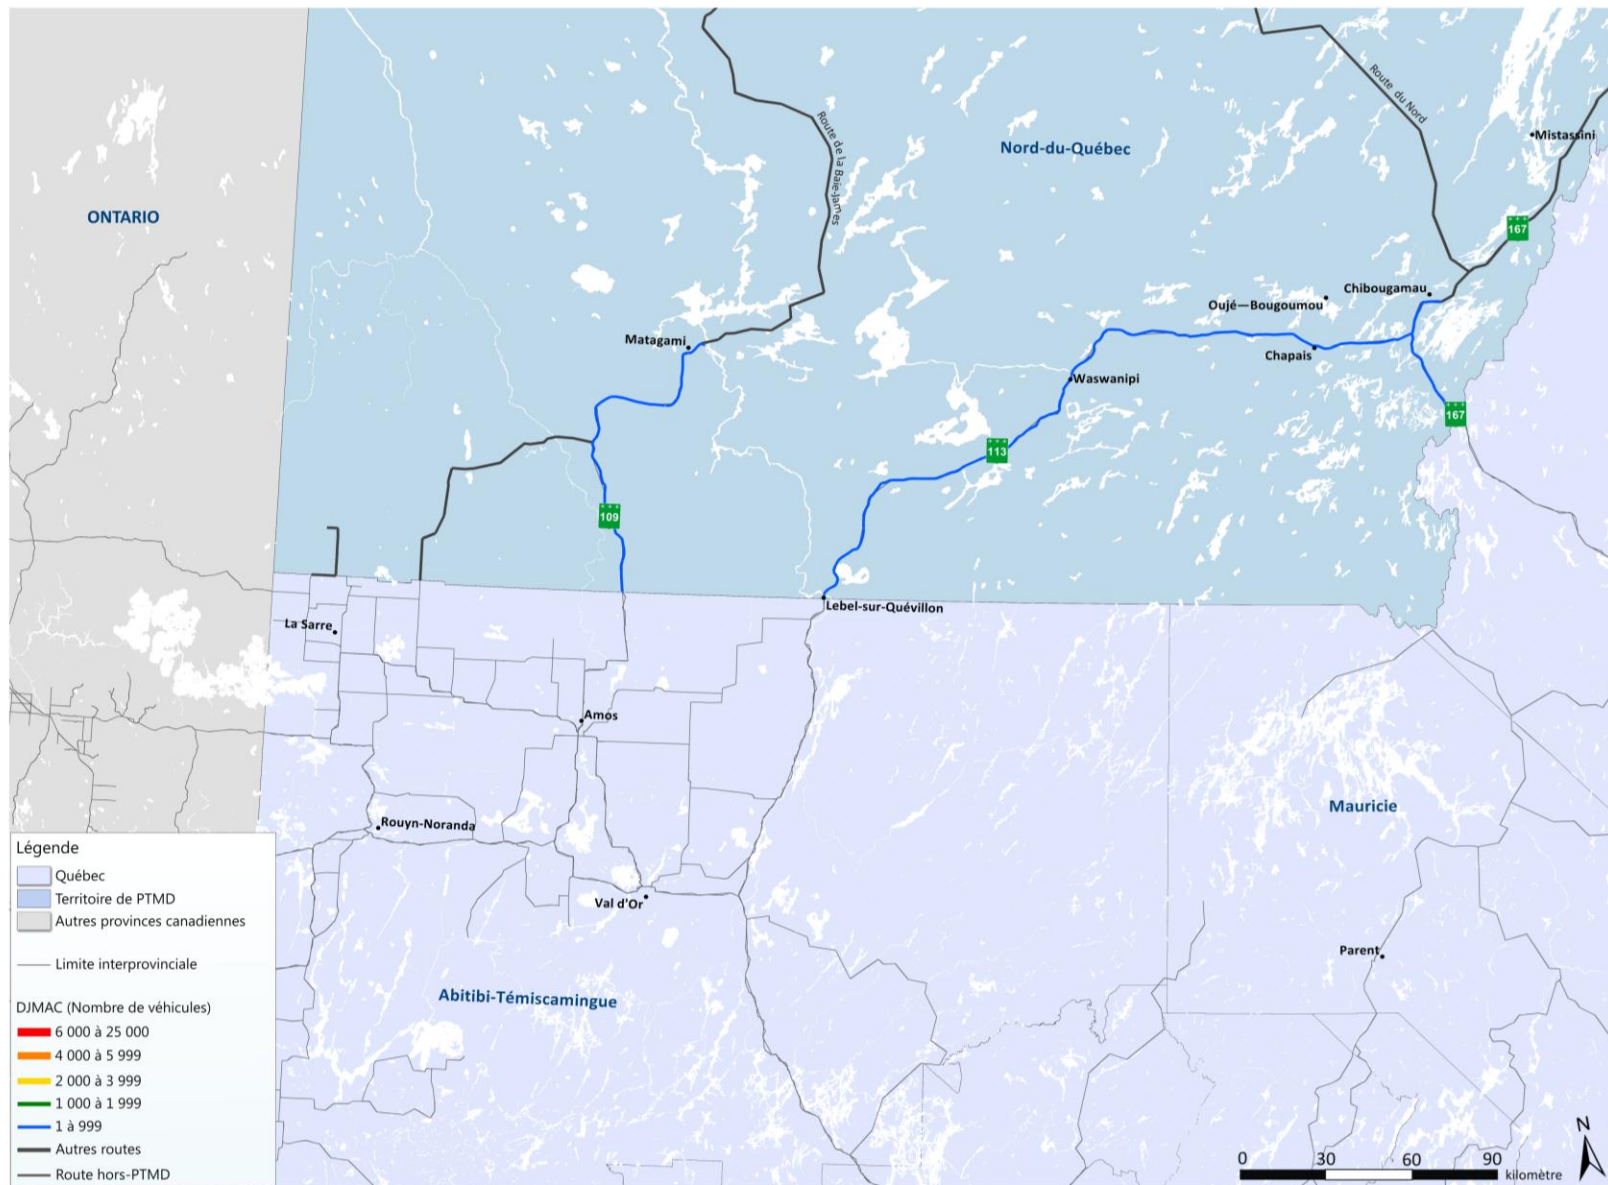 Route du Nord
Route de la Baie-James
Mistassini
Nord-du-Québec
ONTARIO
167
Chibougamau
Oujé—Bougoumou
Matagami
Chapais
Waswanipi
167
113
109
Lebel-sur-Quévillon
La Sarre
Amos
Mauricie
Rouyn-Noranda
Val d'Or
Parent
Abitibi-Témiscamingue
Légende
Québec
Territoire de PTMD
Autres provinces canadiennes
Limite interprovinciale
DJMAC (Nombre de véhicules)
6 000 à 25 000
4 000 à 5 999
2 000 à 3 999
1 000 à 1 999
1 à 999
Autres routes
Route hors-PTMD
N
0 30 60 90
kilomètre